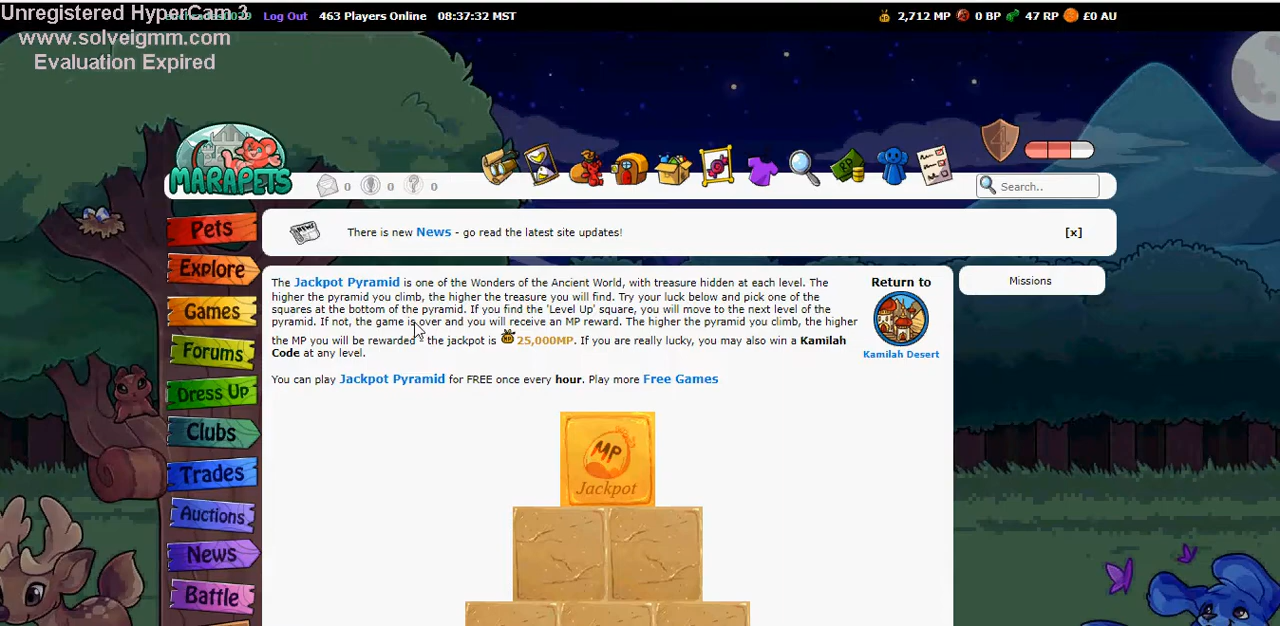 Unregistered HyperCam 3
www.solveigmm.com
Evaluation Expired
Log Out 463 Players Online 08:37:32 MST
2,712 MP 0 BP 47 RP £0 AU
MARAPETS
0 0 0
4
Search..
There is new News - go read the latest site updates!
[x]
Pets
Explore
Games
Forums
Dress Up
Clubs
Trades
Auctions
News
Battle
The Jackpot Pyramid is one of the Wonders of the Ancient World, with treasure hidden at each level. The
higher the pyramid you climb, the higher the treasure you will find. Try your luck below and pick one of the
squares at the bottom of the pyramid. If you find the 'Level Up' square, you will move to the next level of the
pyramid. If not, the game is over and you will receive an MP reward. The higher the pyramid you climb, the higher
the MP you will be rewarded - the jackpot is 25,000MP. If you are really lucky, you may also win a Kamilah
Code at any level.
You can play Jackpot Pyramid for FREE once every hour. Play more Free Games
Return to
Kamilah Desert
Missions
MP
Jackpot